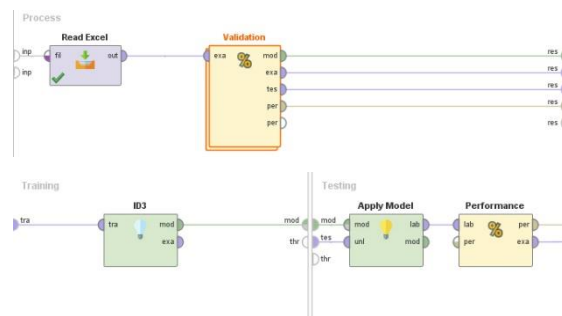 Process
Read Excel
Validation
inp
fil
out
exa
mod
res
inp
exa
res
tes
res
per
res
per
res
Training
Testing
ID3
Apply Model
Performance
tra
tra
mod
mod
mod
mod
lab
lab
per
exa
thr
tes
unl
mod
per
exa
thr